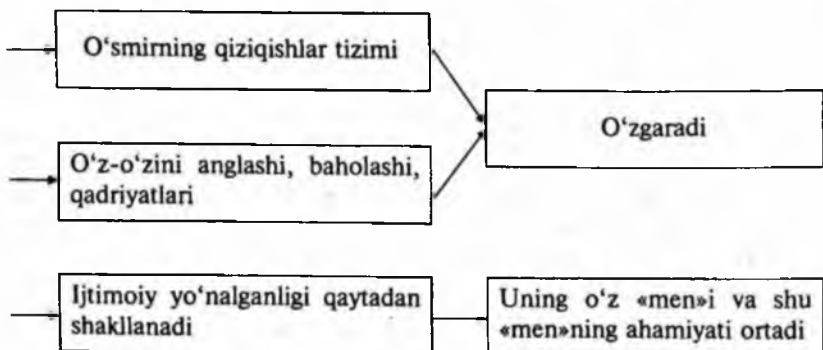 O‘smirning qiziqishlar tizimi
O‘zgaradi
O‘z-o‘zini anglashi, baholashi,
qadriyatlari
Ijtimoiy yo‘nalganligi qaytadan
shakllanadi
Uning o‘z «men»i va shu
«men»ning ahamiyati ortadi